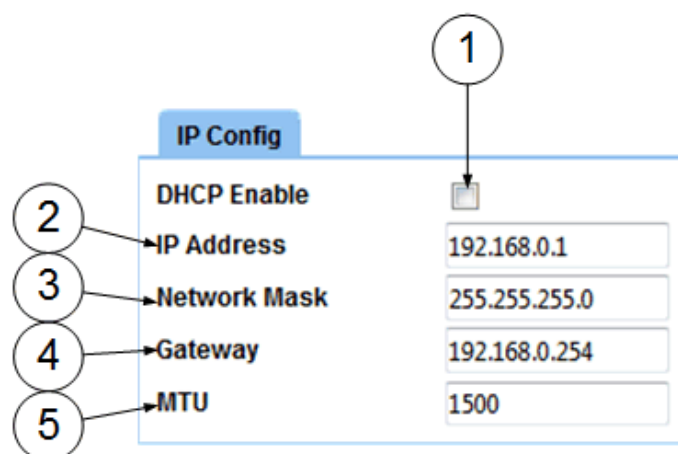 1
IP Config
DHCP Enable
2
IP Address 192.168.0.1
3
Network Mask 255.255.255.0
4
Gateway 192.168.0.254
5
MTU 1500